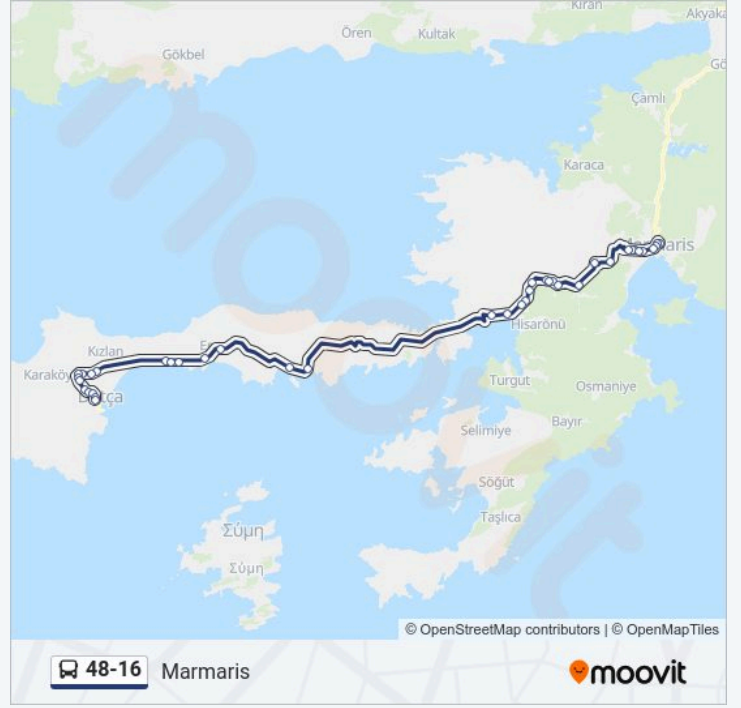 Kıran
Akyaka
Ören
Kultak
Gökbel
Gö
Çamlı
Karaca
Marmaris
Hisarönü
Kızlan
Karaköy
Datça
Turgut
Osmaniye
Bayır
Selimiye
Söğüt
Taşlıca
Σύμη
Σύμη
moovit
© OpenStreetMap contributors | © OpenMapTiles
48-16 Marmaris
moovit